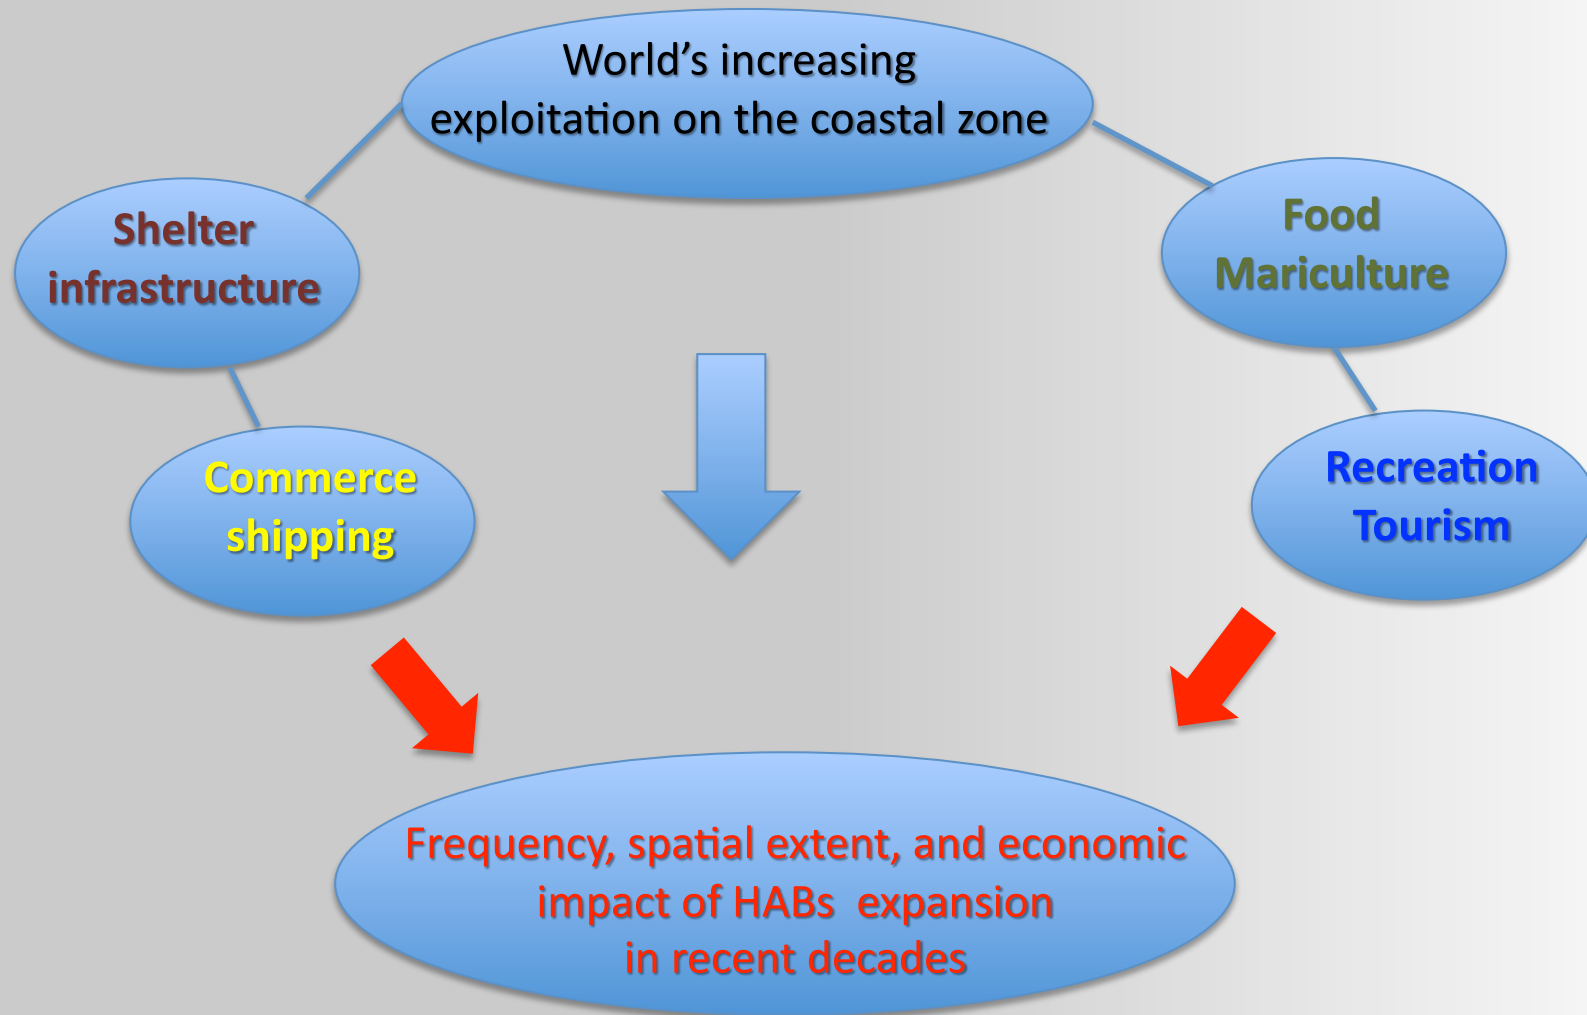 World’s increasing
exploitation on the coastal zone
Shelter
infrastructure
Food
Mariculture
Commerce
shipping
Recreation
Tourism
Frequency, spatial extent, and economic
impact of HABs  expansion
in recent decades